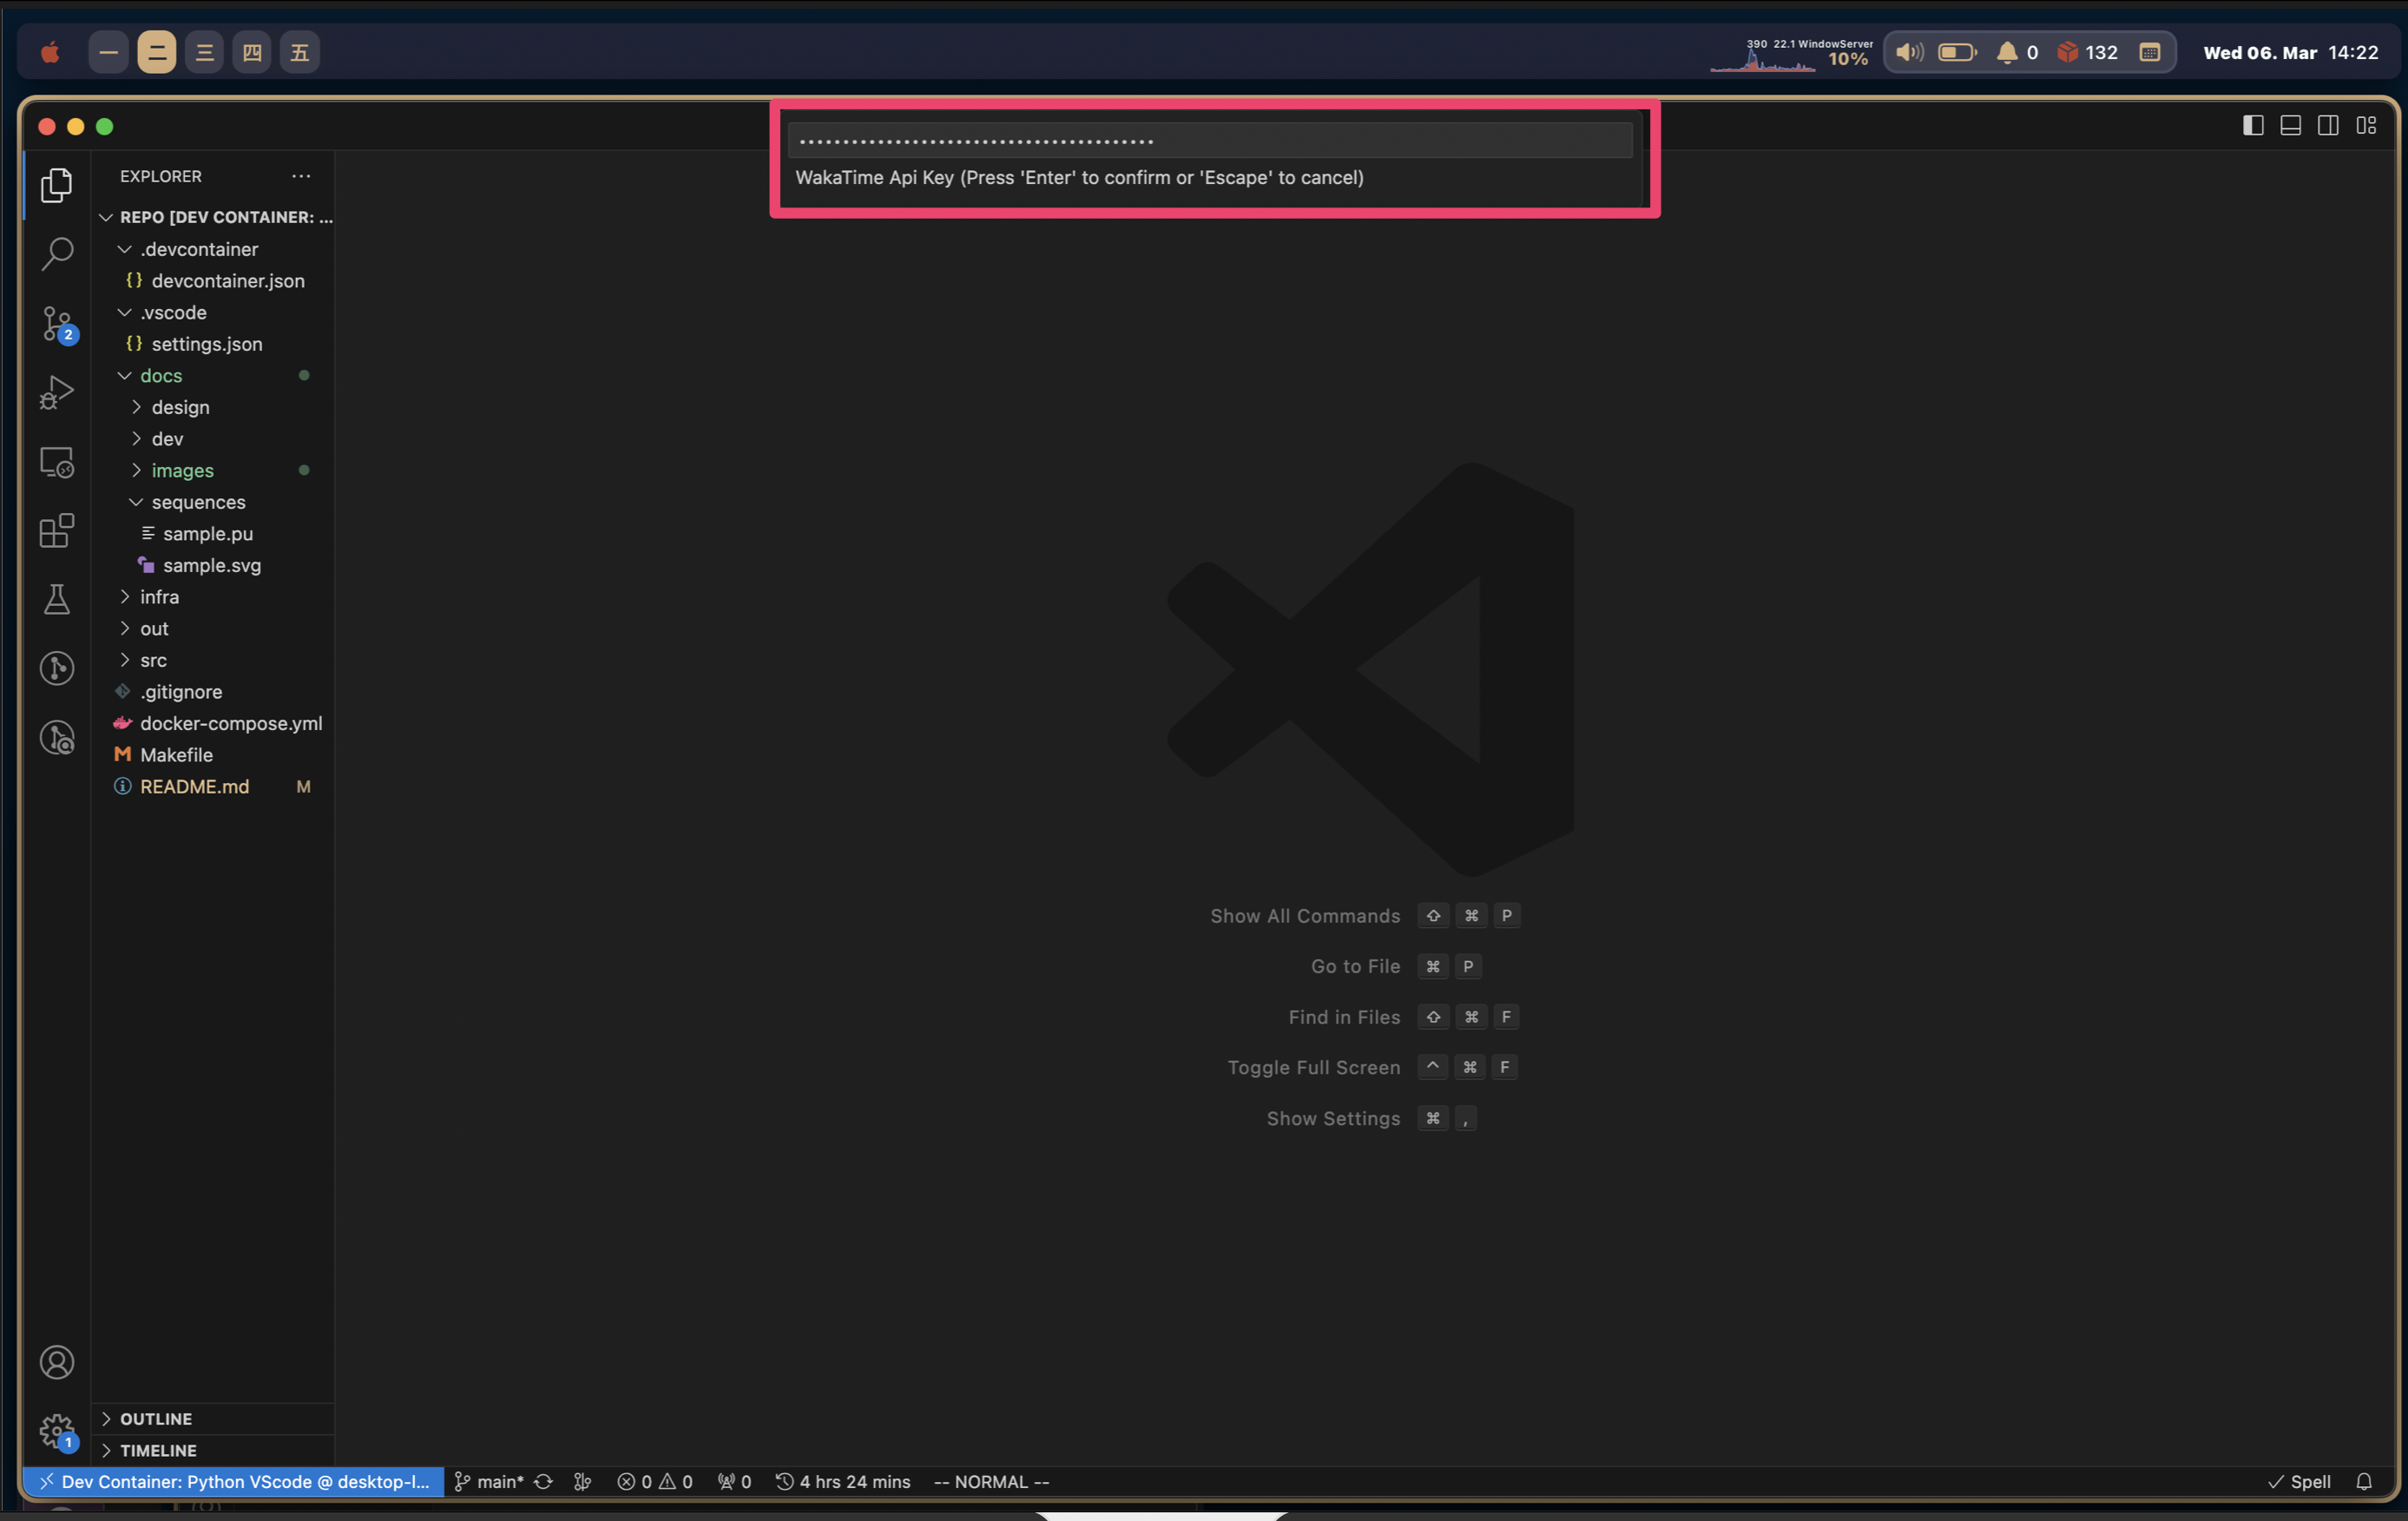 一 二 三 四 五
390 22.1 WindowServer
10%
0 132
Wed 06. Mar 14:22
••••••••••••••••••••••••••••••••••••••••
WakaTime Api Key (Press 'Enter' to confirm or 'Escape' to cancel)
EXPLORER ...
REPO [DEV CONTAINER: ...
.devcontainer
{} devcontainer.json
.vscode
{} settings.json
docs
design
dev
images
sequences
sample.pu
sample.svg
infra
out
src
.gitignore
docker-compose.yml
M Makefile
README.md M
2
Show All Commands ⇧ ⌘ P
Go to File ⌘ P
Find in Files ⇧ ⌘ F
Toggle Full Screen ^ ⌘ F
Show Settings ⌘ ,
OUTLINE
1
TIMELINE
Dev Container: Python VScode @ desktop-l... main* 0 0 0 4 hrs 24 mins -- NORMAL -- Spell